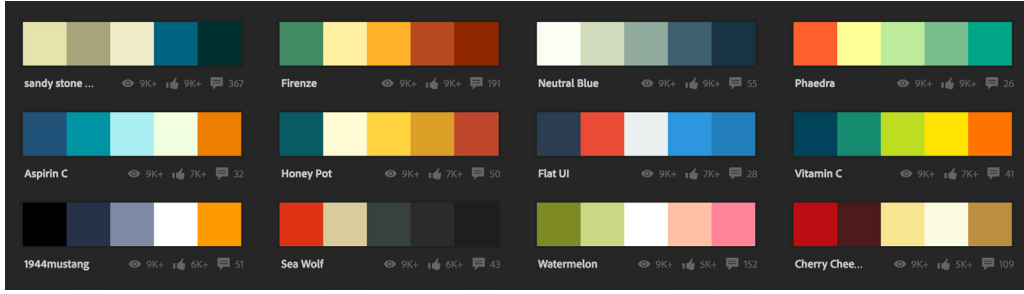 sandy stone ... 9K+ 9K+ 367
Firenze 9K+ 9K+ 191
Neutral Blue 9K+ 9K+ 55
Phaedra 9K+ 9K+ 26
Aspirin C 9K+ 7K+ 32
Honey Pot 9K+ 7K+ 50
Flat UI 9K+ 7K+ 28
Vitamin C 9K+ 7K+ 41
1944mustang 9K+ 6K+ 51
Sea Wolf 9K+ 6K+ 43
Watermelon 9K+ 5K+ 152
Cherry Chee... 9K+ 5K+ 109